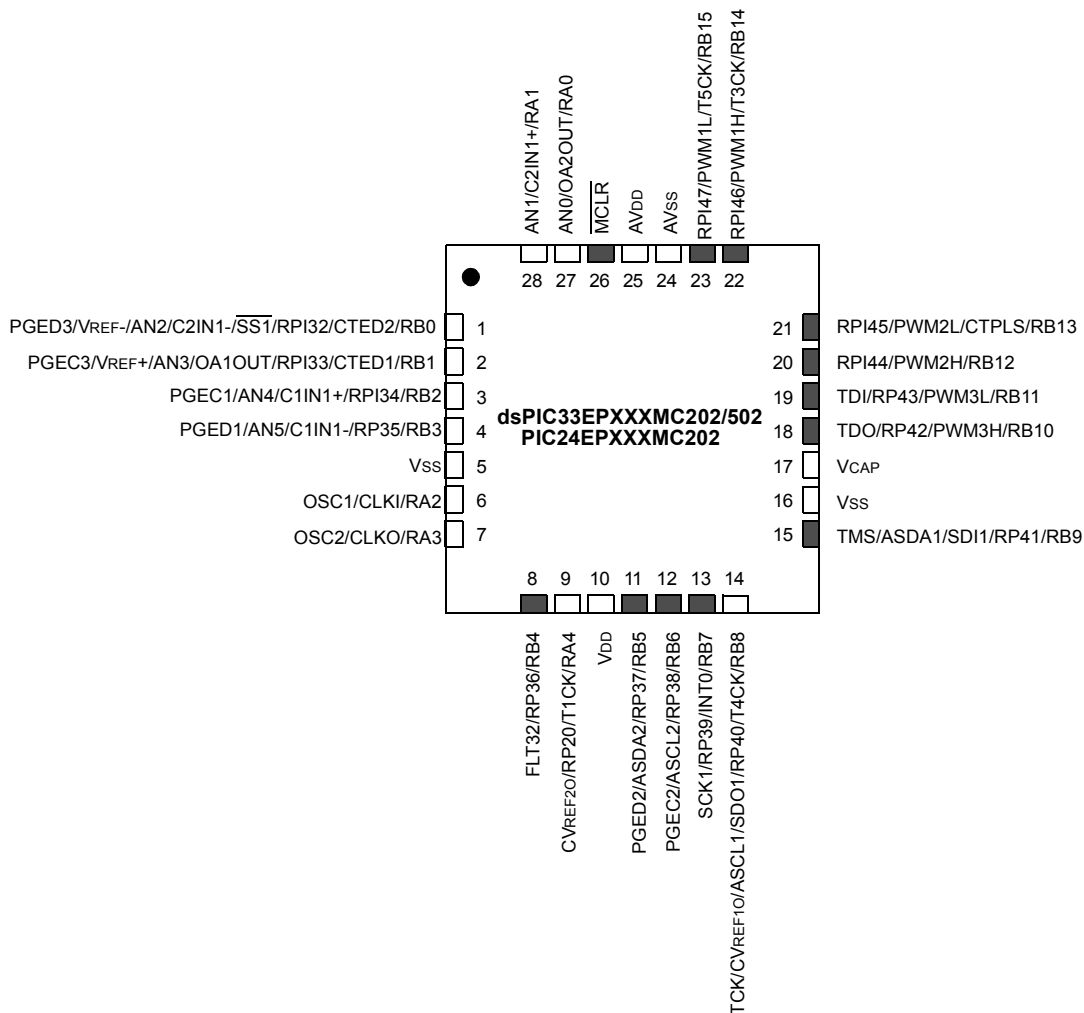 AN1/C2IN1+/RA1
AN0/OA2OUT/RA0
MCLR
AVDD
AVSS
RPI47/PWM1L/T5CK/RB15
RPI46/PWM1H/T3CK/RB14
28 27 26 25 24 23 22
PGED3/VREF-/AN2/C2IN1-/SS1/RPI32/CTED2/RB0 1
PGEC3/VREF+/AN3/OA1OUT/RPI33/CTED1/RB1 2
PGEC1/AN4/C1IN1+/RPI34/RB2 3
PGED1/AN5/C1IN1-/RP35/RB3 4
VSS 5
OSC1/CLKI/RA2 6
OSC2/CLKO/RA3 7
dsPIC33EPXXXMC202/502
PIC24EPXXXMC202
21 RPI45/PWM2L/CTPLS/RB13
20 RPI44/PWM2H/RB12
19 TDI/RP43/PWM3L/RB11
18 TDO/RP42/PWM3H/RB10
17 VCAP
16 VSS
15 TMS/ASDA1/SDI1/RP41/RB9
8 9 10 11 12 13 14
FLT32/RP36/RB4
CVREF2O/RP20/T1CK/RA4
VDD
PGED2/ASDA2/RP37/RB5
PGEC2/ASCL2/RP38/RB6
SCK1/RP39/INT0/RB7
TCK/CVREF1O/ASCL1/SDO1/RP40/T4CK/RB8